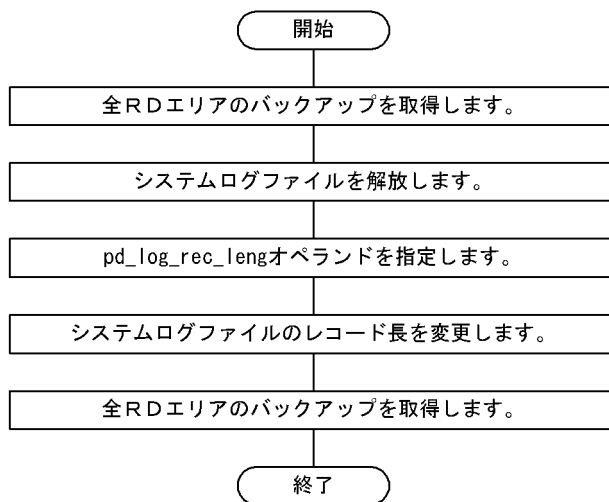 開始
全RDエリアのバックアップを取得します。
システムログファイルを解放します。
pd_log_rec_lengオペランドを指定します。
システムログファイルのレコード長を変更します。
全RDエリアのバックアップを取得します。
終了